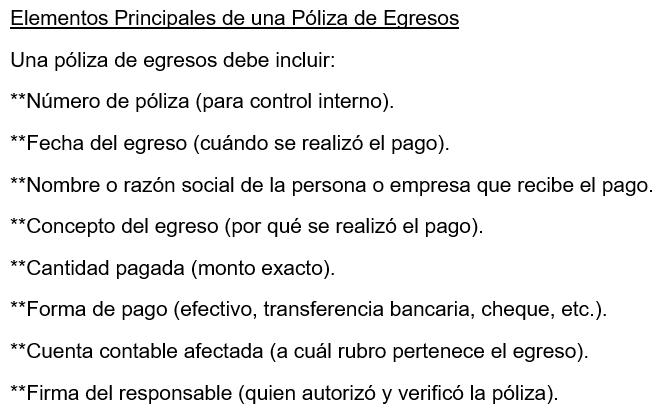 Elementos Principales de una Póliza de Egresos
Una póliza de egresos debe incluir:
**Número de póliza (para control interno).
**Fecha del egreso (cuándo se realizó el pago).
**Nombre o razón social de la persona o empresa que recibe el pago.
**Concepto del egreso (por qué se realizó el pago).
**Cantidad pagada (monto exacto).
**Forma de pago (efectivo, transferencia bancaria, cheque, etc.).
**Cuenta contable afectada (a cuál rubro pertenece el egreso).
**Firma del responsable (quien autorizó y verificó la póliza).